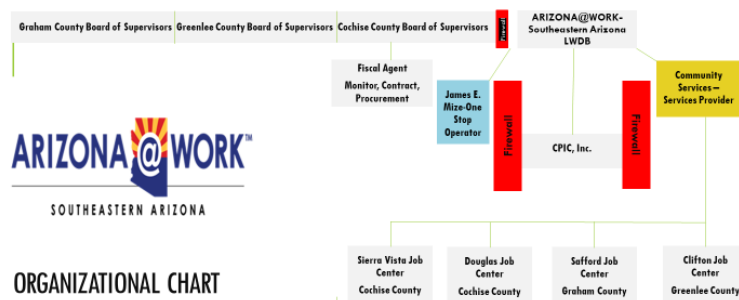 Graham County Board of Supervisors
Greenlee County Board of Supervisors
Cochise County Board of Supervisors
Firewall
ARIZONA@WORK-
Southeastern Arizona
LWDB
Fiscal Agent
Monitor, Contract,
Procurement
James E.
Mize-One
Stop
Operator
Firewall
CPIC, Inc.
Firewall
Community
Services –
Services Provider
ARIZONA @ WORK™
SOUTHEASTERN ARIZONA
ORGANIZATIONAL CHART
Sierra Vista Job
Center
Cochise County
Douglas Job
Center
Cochise County
Safford Job
Center
Graham County
Clifton Job
Center
Greenlee County